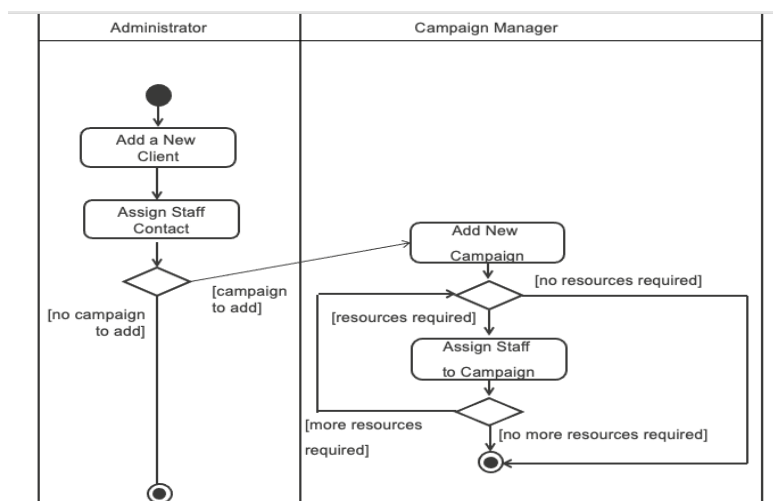 Administrator
Campaign Manager
Add a New
Client
Assign Staff
Contact
[no campaign
to add]
[campaign
to add]
Add New
Campaign
[no resources required]
[resources required]
Assign Staff
to Campaign
[more resources
required]
[no more resources required]